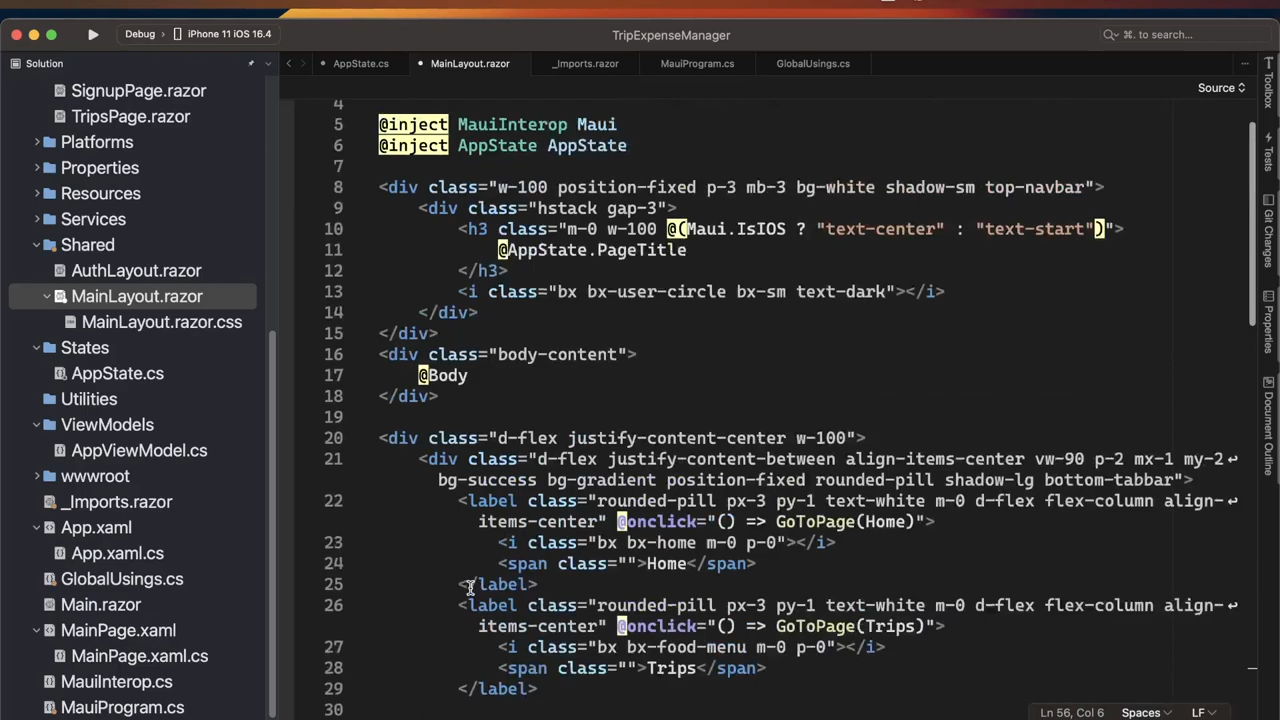 Debug
iPhone 11 iOS 16.4
TripExpenseManager
⌘. to search...
Solution
AppState.cs
MainLayout.razor
_Imports.razor
MauiProgram.cs
GlobalUsings.cs
Source
Toolbox
Tests
Git Changes
Properties
Document Outline
SignupPage.razor
TripsPage.razor
Platforms
Properties
Resources
Services
Shared
AuthLayout.razor
MainLayout.razor
MainLayout.razor.css
States
AppState.cs
Utilities
ViewModels
AppViewModel.cs
wwwroot
_Imports.razor
App.xaml
App.xaml.cs
GlobalUsings.cs
Main.razor
MainPage.xaml
MainPage.xaml.cs
MauiInterop.cs
MauiProgram.cs
4
5 @inject MauiInterop Maui
6 @inject AppState AppState
7
8 <div class="w-100 position-fixed p-3 mb-3 bg-white shadow-sm top-navbar">
9 <div class="hstack gap-3">
10 <h3 class="m-0 w-100 @(Maui.IsIOS ? "text-center" : "text-start")">
11 @AppState.PageTitle
12 </h3>
13 <i class="bx bx-user-circle bx-sm text-dark"></i>
14 </div>
15 </div>
16 <div class="body-content">
17 @Body
18 </div>
19
20 <div class="d-flex justify-content-center w-100">
21 <div class="d-flex justify-content-between align-items-center vw-90 p-2 mx-1 my-2
bg-success bg-gradient position-fixed rounded-pill shadow-lg bottom-tabbar">
22 <label class="rounded-pill px-3 py-1 text-white m-0 d-flex flex-column align-
items-center" @onclick="() => GoToPage(Home)">
23 <i class="bx bx-home m-0 p-0"></i>
24 <span class="">Home</span>
25 </label>
26 <label class="rounded-pill px-3 py-1 text-white m-0 d-flex flex-column align-
items-center" @onclick="() => GoToPage(Trips)">
27 <i class="bx bx-food-menu m-0 p-0"></i>
28 <span class="">Trips</span>
29 </label>
30
Ln 56, Col 6
Spaces
LF